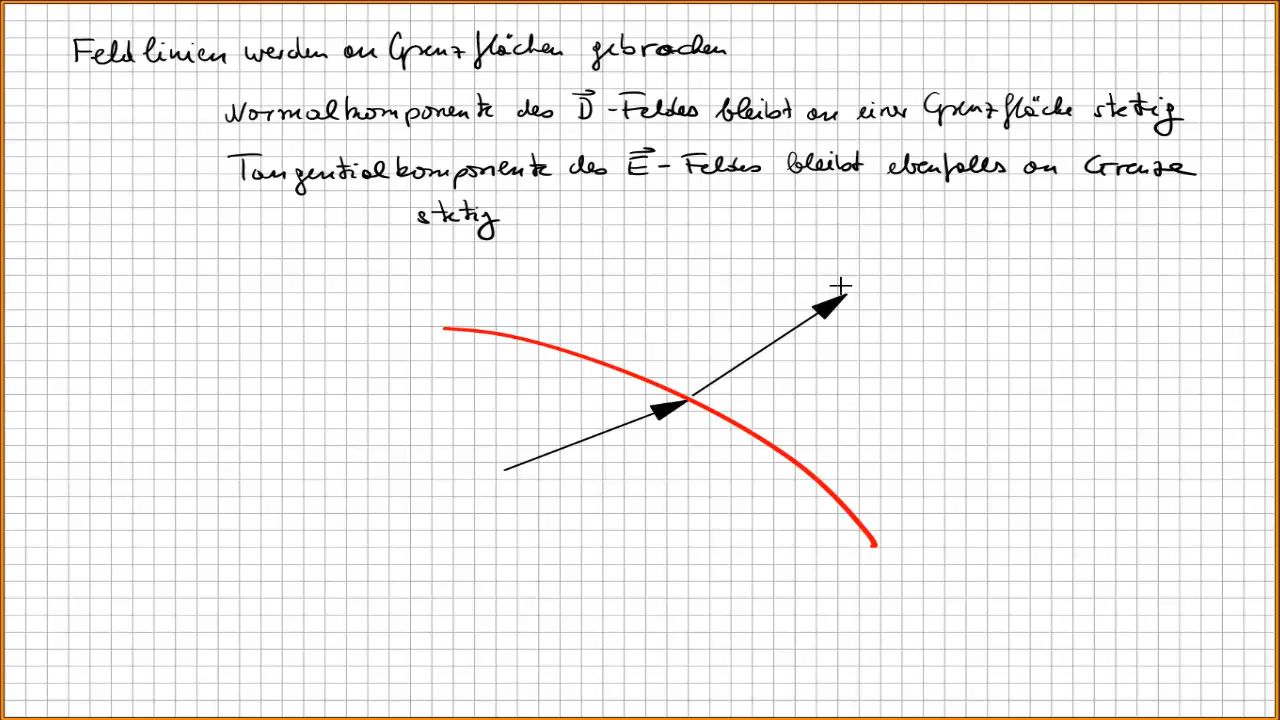 Feldlinien werden an Grenzflächen gebrochen
Normalkomponente des D⃗-Feldes bleibt an einer Grenzfläche stetig
Tangentialkomponente des E⃗-Feldes bleibt ebenfalls an Grenze
stetig